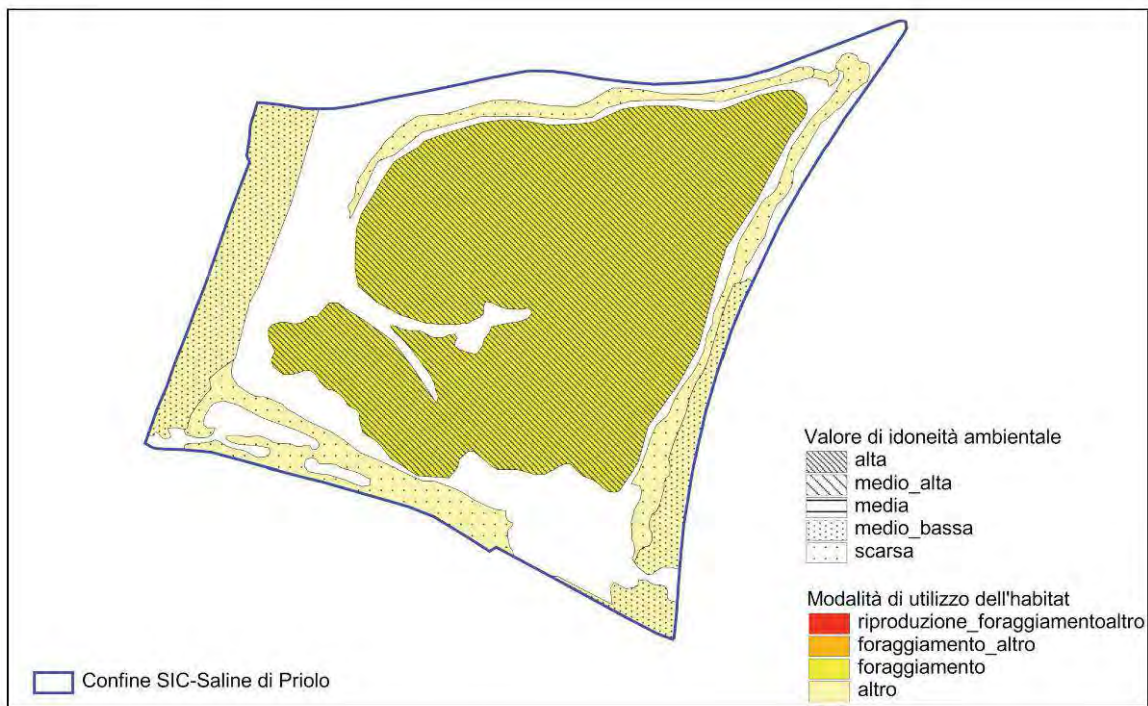 Valore di idoneità ambientale
alta
medio_alta
media
medio_bassa
scarsa
Modalità di utilizzo dell'habitat
riproduzione_foraggiamentoaltro
foraggiamento_altro
foraggiamento
altro
Confine SIC-Saline di Priolo